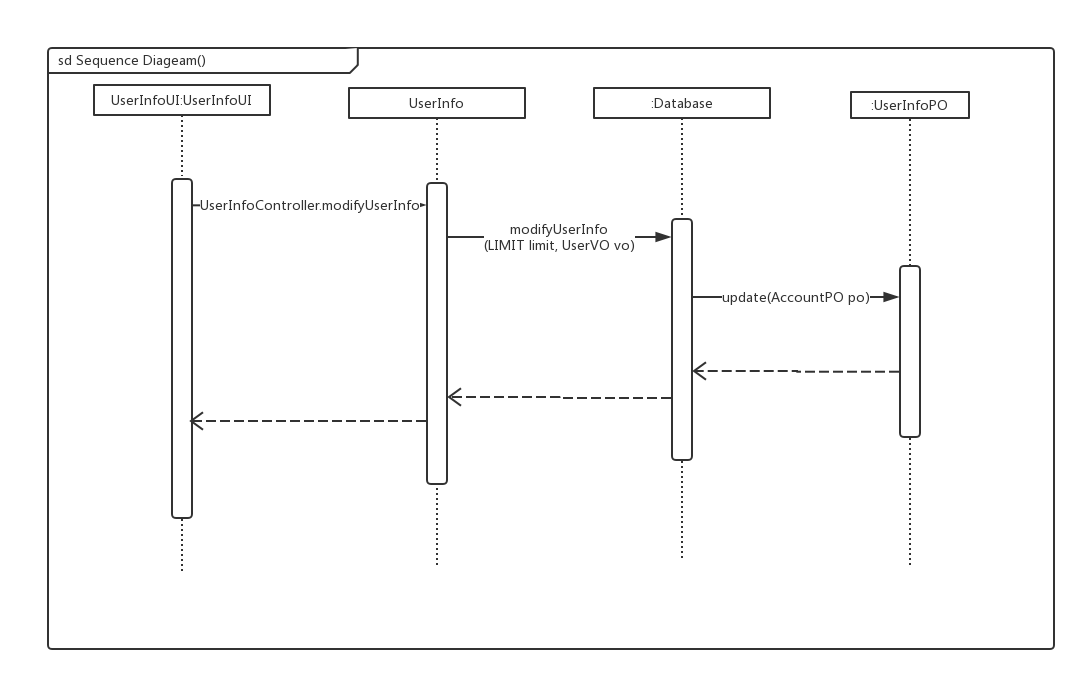 sd Sequence Diageam()
UserInfoUI:UserInfoUI
UserInfo
:Database
:UserInfoPO
UserInfoController.modifyUserInfo
modifyUserInfo
(LIMIT limit, UserVO vo)
update(AccountPO po)